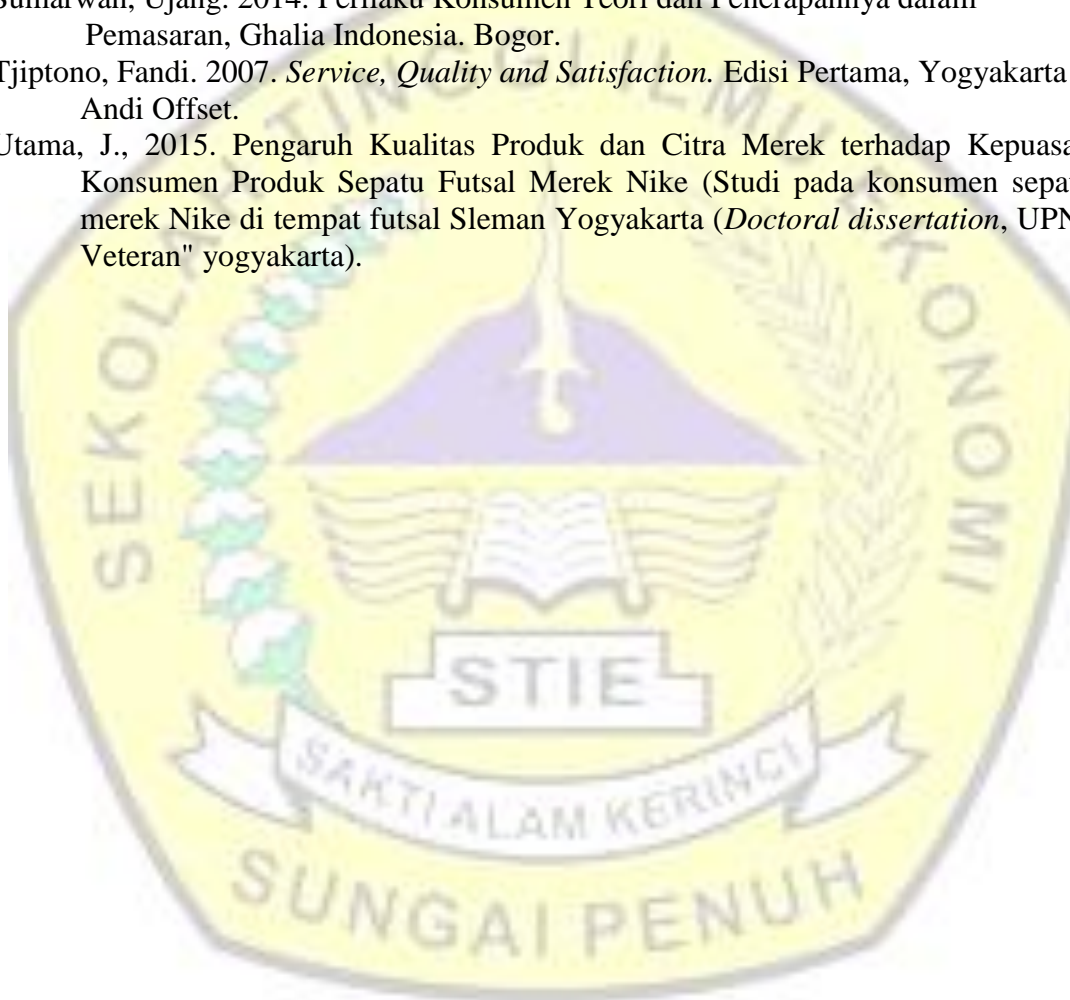 Sumarwan, Ujang. 2014. Perilaku Konsumen Teori dan Penerapannya dalam
Pemasaran, Ghalia Indonesia. Bogor.
Tjiptono, Fandi. 2007. Service, Quality and Satisfaction. Edisi Pertama, Yogyakarta
Andi Offset.
Utama, J., 2015. Pengaruh Kualitas Produk dan Citra Merek terhadap Kepuasa
Konsumen Produk Sepatu Futsal Merek Nike (Studi pada konsumen sepat
merek Nike di tempat futsal Sleman Yogyakarta (Doctoral dissertation, UPN
Veteran" yogyakarta).
SEKOLAH TINGGI ILMU EKONOMI
STIE
SAKTI ALAM KERINCI
SUNGAI PENUH